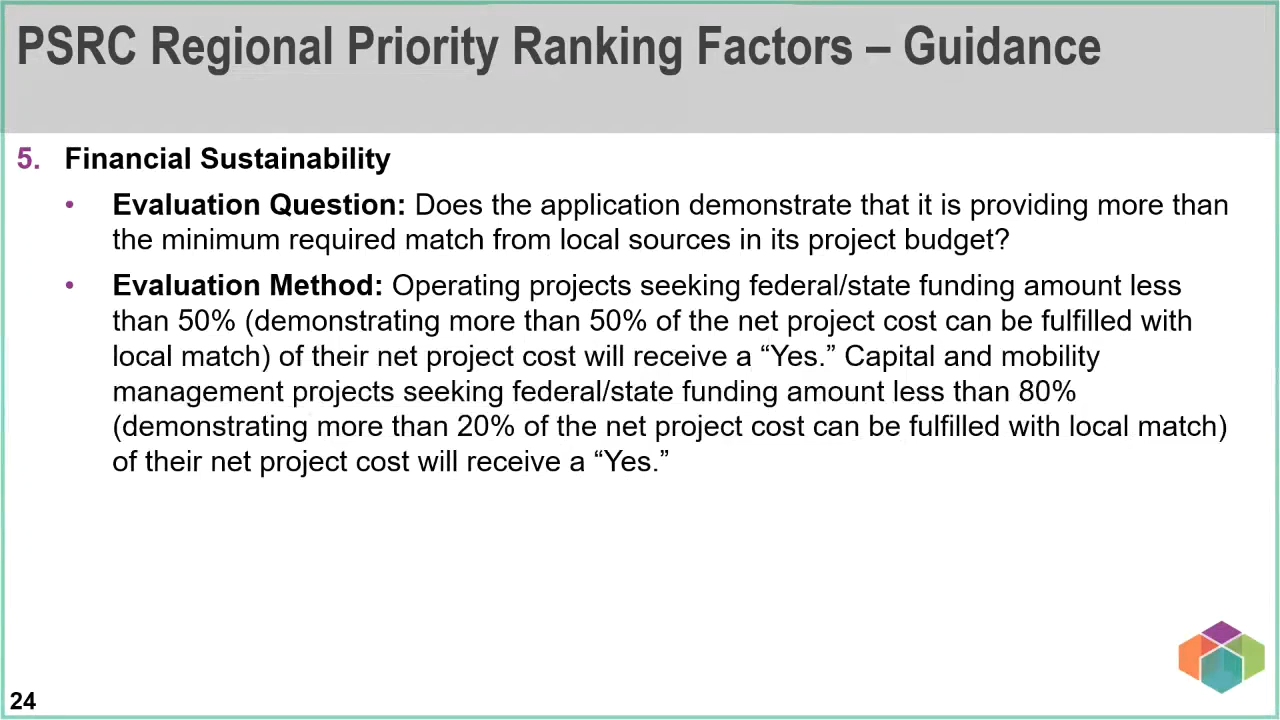 PSRC Regional Priority Ranking Factors – Guidance
5. Financial Sustainability
• Evaluation Question: Does the application demonstrate that it is providing more than
the minimum required match from local sources in its project budget?
• Evaluation Method: Operating projects seeking federal/state funding amount less
than 50% (demonstrating more than 50% of the net project cost can be fulfilled with
local match) of their net project cost will receive a “Yes.” Capital and mobility
management projects seeking federal/state funding amount less than 80%
(demonstrating more than 20% of the net project cost can be fulfilled with local match)
of their net project cost will receive a “Yes.”
24